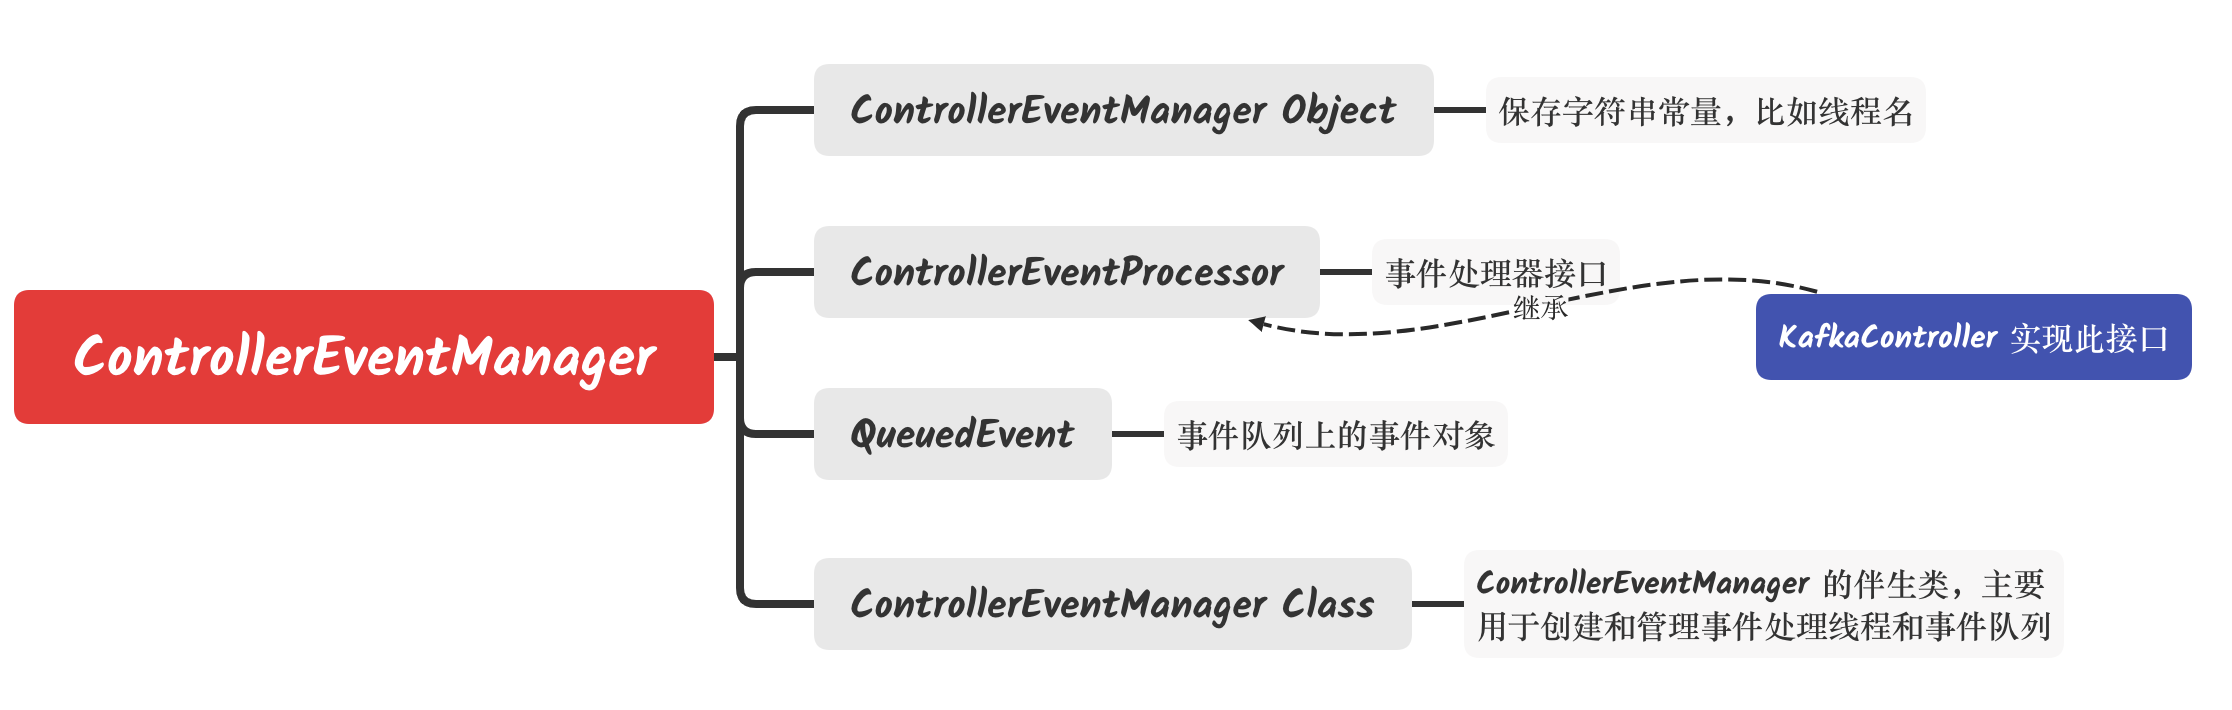 ControllerEventManager
ControllerEventManager Object
保存字符串常量，比如线程名
ControllerEventProcessor
事件处理器接口
继承
KafkaController 实现此接口
QueuedEvent
事件队列上的事件对象
ControllerEventManager Class
ControllerEventManager 的伴生类，主要
用于创建和管理事件处理线程和事件队列